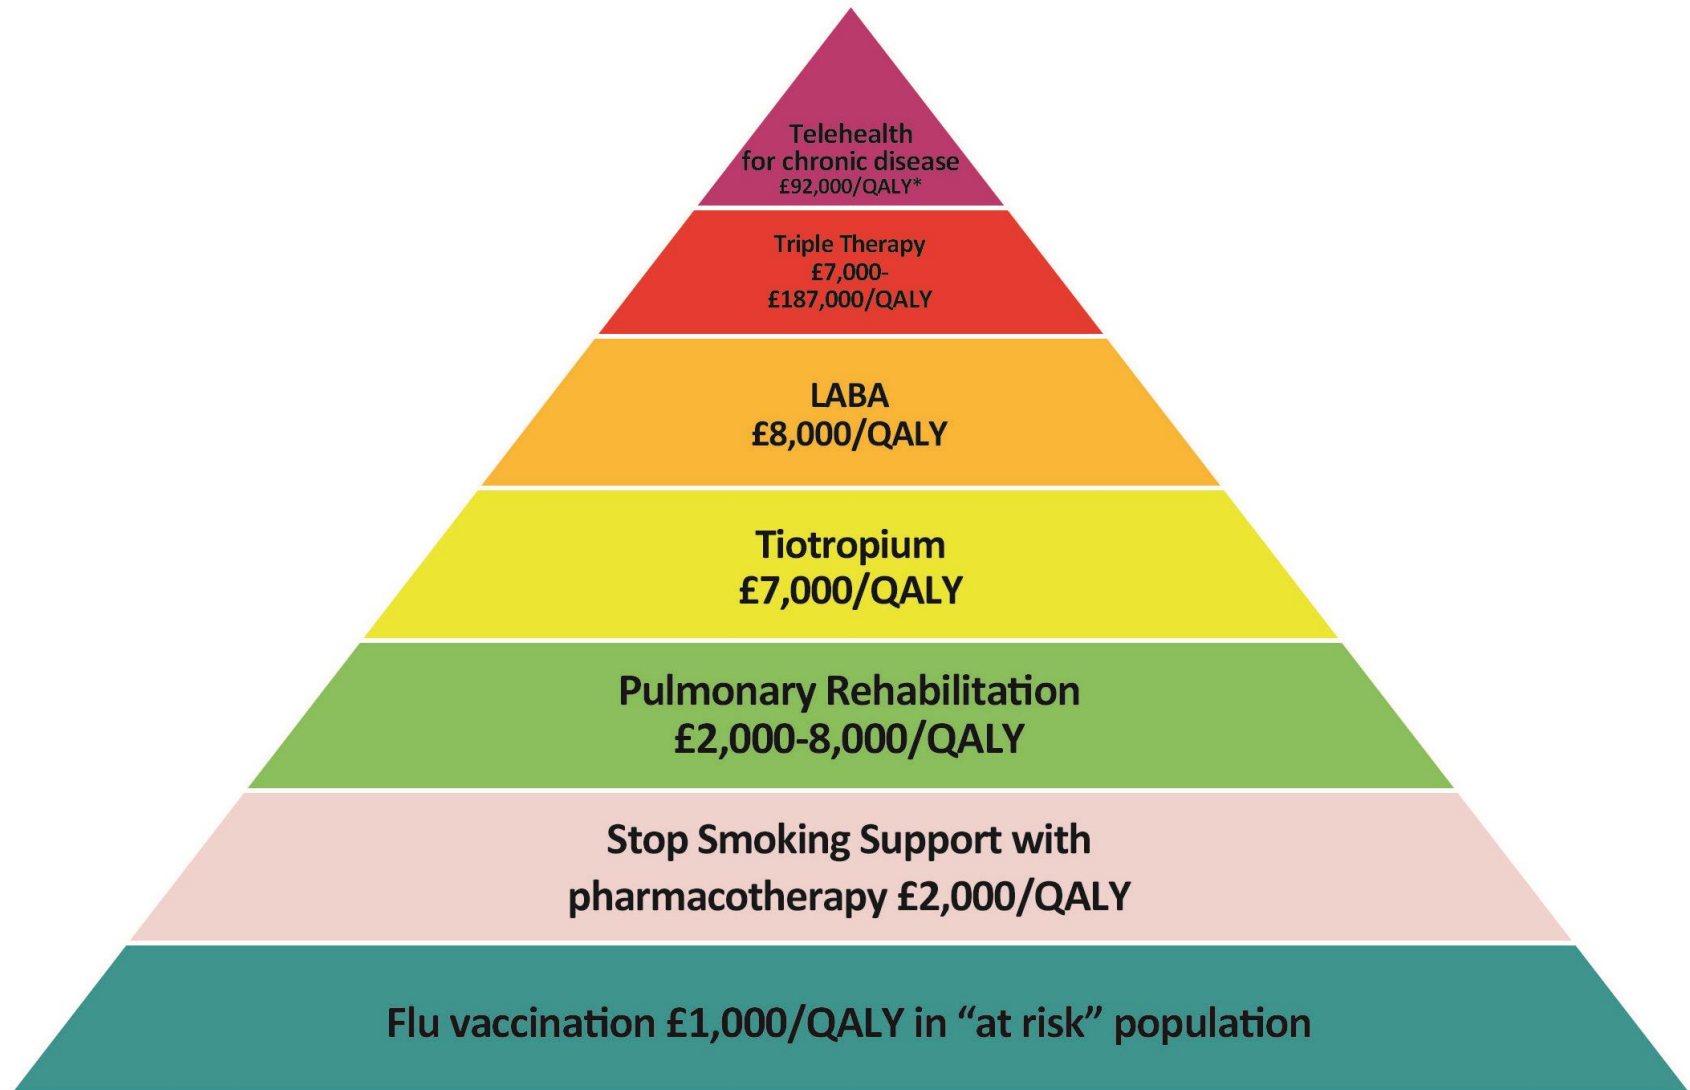 Telehealth
for chronic disease
£92,000/QALY*
Triple Therapy
£7,000-
£187,000/QALY
LABA
£8,000/QALY
Tiotropium
£7,000/QALY
Pulmonary Rehabilitation
£2,000-8,000/QALY
Stop Smoking Support with
pharmacotherapy £2,000/QALY
Flu vaccination £1,000/QALY in “at risk” population